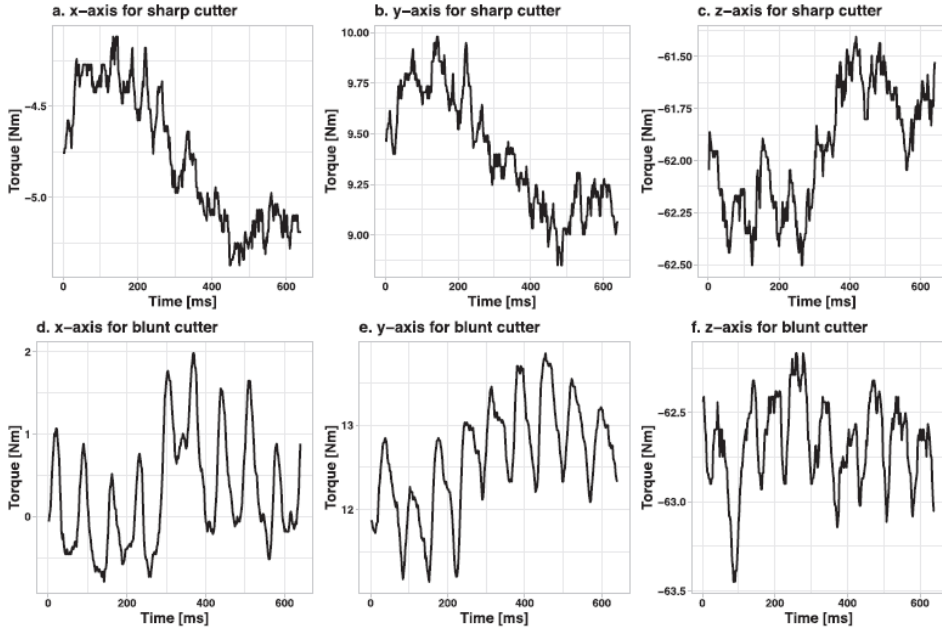 a. x−axis for sharp cutter
b. y−axis for sharp cutter
c. z−axis for sharp cutter
Torque [Nm]
−4.5
−5.0
0 200 400 600
Time [ms]
Torque [Nm]
10.00
9.75
9.50
9.25
9.00
0 200 400 600
Time [ms]
Torque [Nm]
−61.50
−61.75
−62.00
−62.25
−62.50
0 200 400 600
Time [ms]
d. x−axis for blunt cutter
e. y−axis for blunt cutter
f. z−axis for blunt cutter
Torque [Nm]
2
1
0
0 200 400 600
Time [ms]
Torque [Nm]
13
12
0 200 400 600
Time [ms]
Torque [Nm]
−62.5
−63.0
−63.5
0 200 400 600
Time [ms]